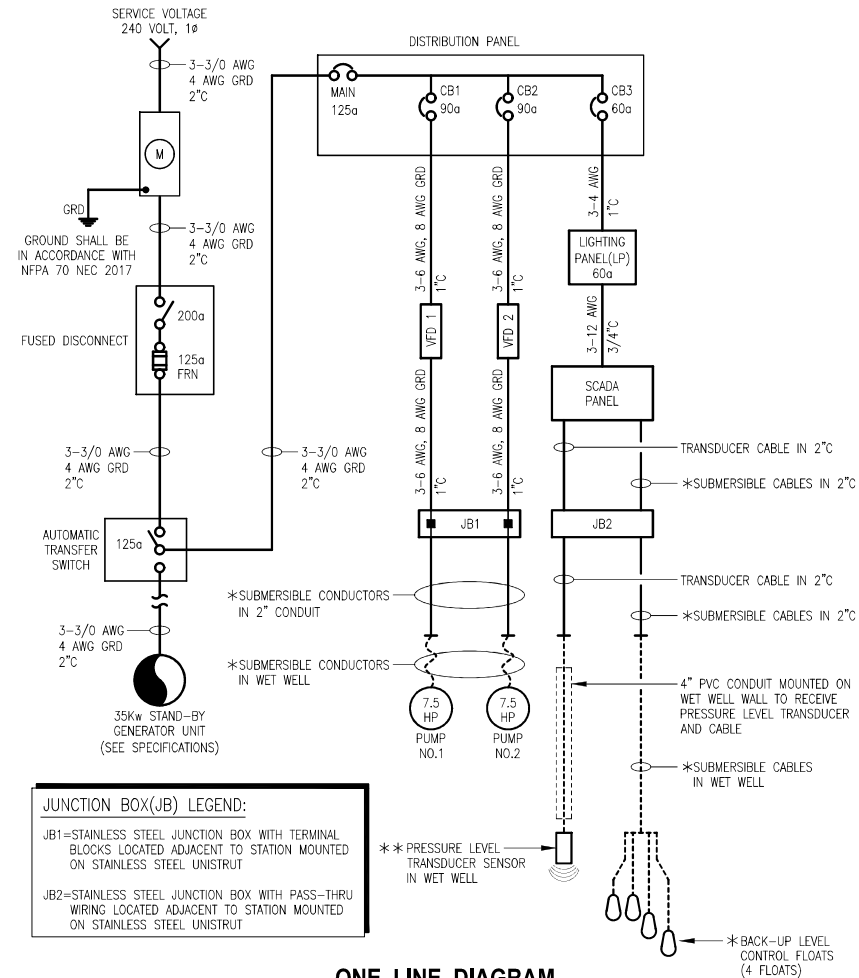 SERVICE VOLTAGE
240 VOLT, 1ø
3-3/0 AWG
4 AWG GRD
2"C
M
GRD
GROUND SHALL BE
IN ACCORDANCE WITH
NFPA 70 NEC 2017
3-3/0 AWG
4 AWG GRD
2"C
FUSED DISCONNECT
200a
125a
FRN
3-3/0 AWG
4 AWG GRD
2"C
3-3/0 AWG
4 AWG GRD
2"C
AUTOMATIC
TRANSFER
SWITCH
125a
3-3/0 AWG
4 AWG GRD
2"C
35Kw STAND-BY
GENERATOR UNIT
(SEE SPECIFICATIONS)
DISTRIBUTION PANEL
MAIN
125a
CB1
90a
CB2
90a
CB3
60a
3-6 AWG, 8 AWG GRD
1"C
3-6 AWG, 8 AWG GRD
1"C
3-4 AWG
1"C
LIGHTING
PANEL(LP)
60a
VFD 1
VFD 2
3-12 AWG
3/4"C
SCADA
PANEL
3-6 AWG, 8 AWG GRD
1"C
3-6 AWG, 8 AWG GRD
1"C
TRANSDUCER CABLE IN 2"C
*SUBMERSIBLE CABLES IN 2"C
JB1
JB2
TRANSDUCER CABLE IN 2"C
*SUBMERSIBLE CABLES IN 2"C
*SUBMERSIBLE CONDUCTORS
IN 2" CONDUIT
*SUBMERSIBLE CONDUCTORS
IN WET WELL
7.5
HP
PUMP
NO.1
7.5
HP
PUMP
NO.2
4" PVC CONDUIT MOUNTED ON
WET WELL WALL TO RECEIVE
PRESSURE LEVEL TRANSDUCER
AND CABLE
*SUBMERSIBLE CABLES
IN WET WELL
**PRESSURE LEVEL
TRANSDUCER SENSOR
IN WET WELL
*BACK-UP LEVEL
CONTROL FLOATS
(4 FLOATS)
JUNCTION BOX(JB) LEGEND:
JB1=STAINLESS STEEL JUNCTION BOX WITH TERMINAL
BLOCKS LOCATED ADJACENT TO STATION MOUNTED
ON STAINLESS STEEL UNISTRUT
JB2=STAINLESS STEEL JUNCTION BOX WITH PASS-THRU
WIRING LOCATED ADJACENT TO STATION MOUNTED
ON STAINLESS STEEL UNISTRUT
ONE LINE DIAGRAM